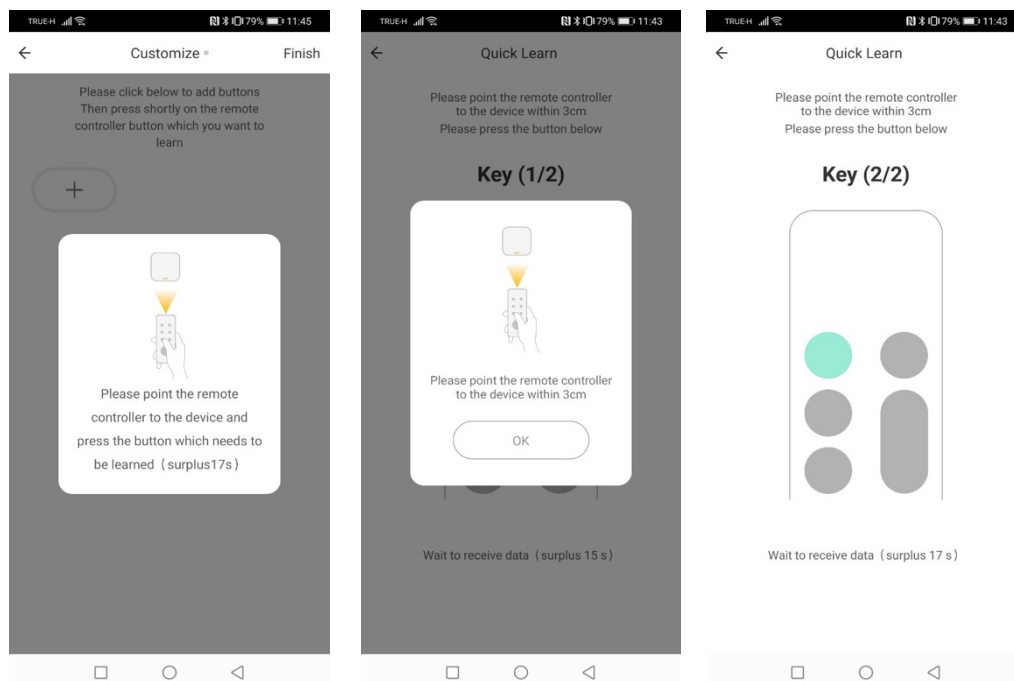 TRUE-H 79% 11:45
Customize
Finish
Please click below to add buttons
Then press shortly on the remote
controller button which you want to
learn
+
Please point the remote
controller to the device and
press the button which needs to
be learned（surplus17s）
TRUE-H 79% 11:43
Quick Learn
Please point the remote controller
to the device within 3cm
Please press the button below
Key (1/2)
Please point the remote controller
to the device within 3cm
OK
Wait to receive data（surplus 15 s）
TRUE-H 79% 11:43
Quick Learn
Please point the remote controller
to the device within 3cm
Please press the button below
Key (2/2)
Wait to receive data（surplus 17 s）